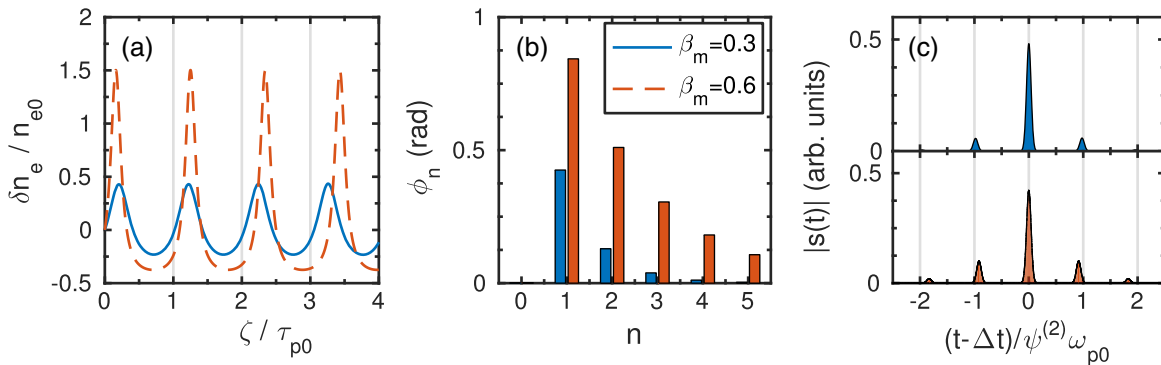 (a)
δn_e / n_e0
2
1.5
1
0.5
0
-0.5
0 1 2 3 4
ζ / τ_p0
(b)
β_m=0.3
β_m=0.6
ϕ_n (rad)
1
0.5
0
0 1 2 3 4 5
n
(c)
|s(t)| (arb. units)
0.5
0
0.5
0
-2 -1 0 1 2
(t-Δt)/ψ^(2)ω_p0